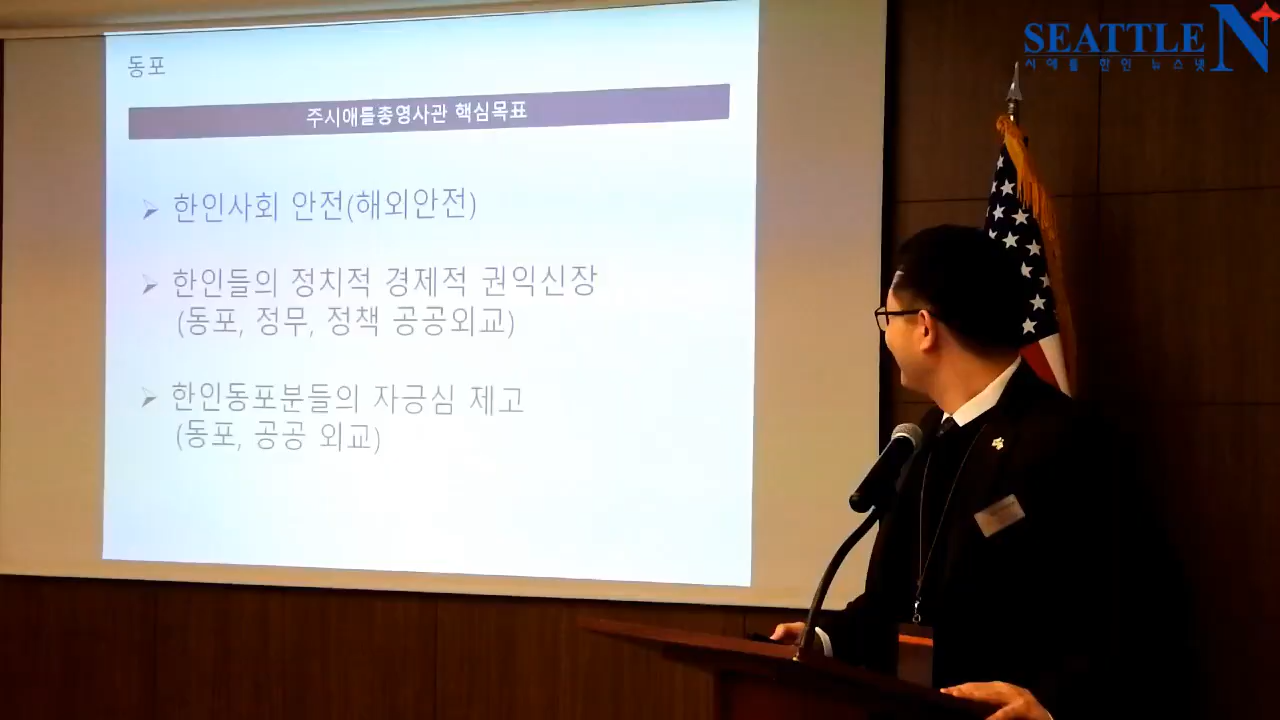 SEATTLE N
시애틀 한인 뉴스넷
동포
주시애틀총영사관 핵심목표
한인사회 안전(해외안전)
한인들의 정치적 경제적 권익신장
(동포, 정무, 정책 공공외교)
한인동포분들의 자긍심 제고
(동포, 공공 외교)